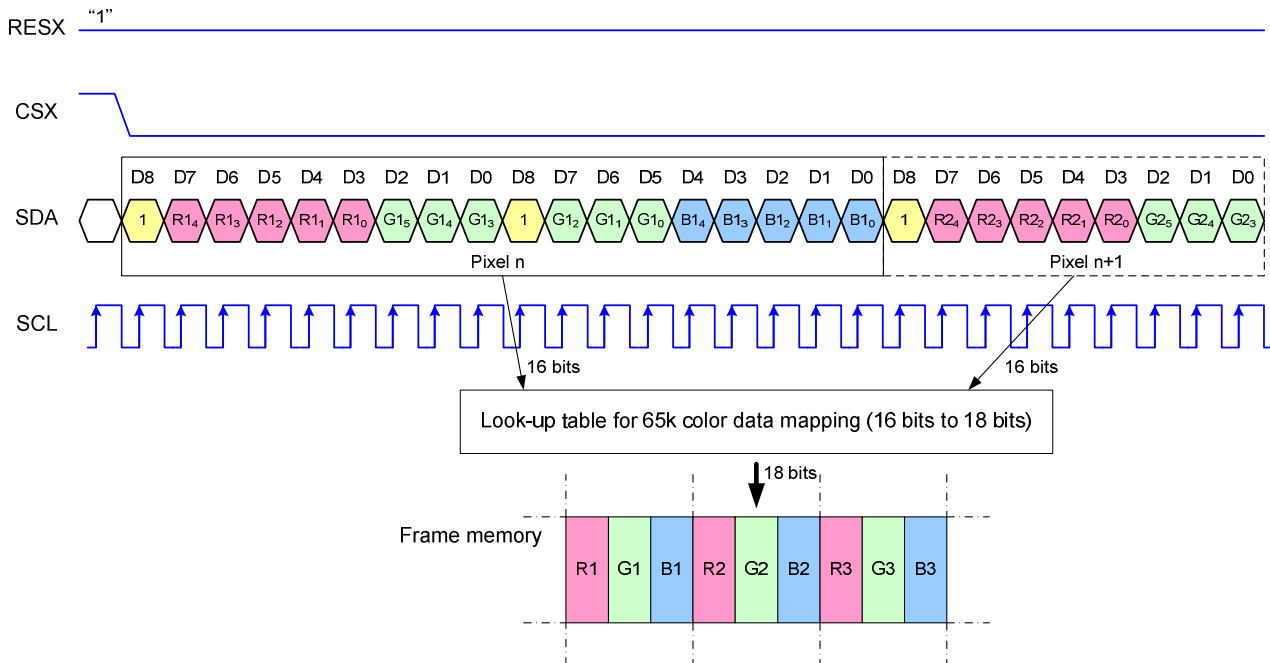 RESX “1”
CSX
D8 D7 D6 D5 D4 D3 D2 D1 D0 D8 D7 D6 D5 D4 D3 D2 D1 D0 D8 D7 D6 D5 D4 D3 D2 D1 D0
SDA 1 R1₄ R1₃ R1₂ R1₁ R1₀ G1₅ G1₄ G1₃ 1 G1₂ G1₁ G1₀ B1₄ B1₃ B1₂ B1₁ B1₀ 1 R2₄ R2₃ R2₂ R2₁ R2₀ G2₅ G2₄ G2₃
Pixel n Pixel n+1
SCL
16 bits 16 bits
Look-up table for 65k color data mapping (16 bits to 18 bits)
18 bits
Frame memory
R1 G1 B1 R2 G2 B2 R3 G3 B3